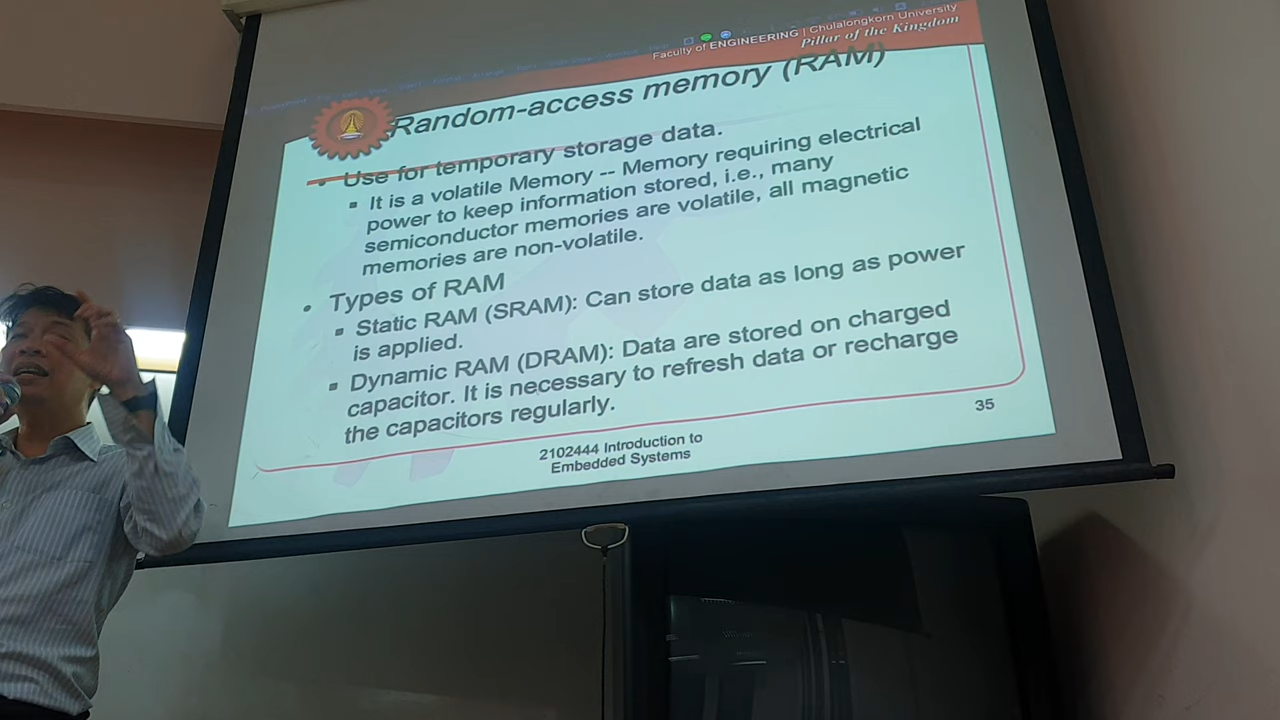 Faculty of ENGINEERING | Chulalongkorn University
Pillar of the Kingdom
Random-access memory (RAM)
• Use for temporary storage data.
▪ It is a volatile Memory -- Memory requiring electrical
power to keep information stored, i.e., many
semiconductor memories are volatile, all magnetic
memories are non-volatile.
• Types of RAM
▪ Static RAM (SRAM): Can store data as long as power
is applied.
▪ Dynamic RAM (DRAM): Data are stored on charged
capacitor. It is necessary to refresh data or recharge
the capacitors regularly.
35
2102444 Introduction to
Embedded Systems